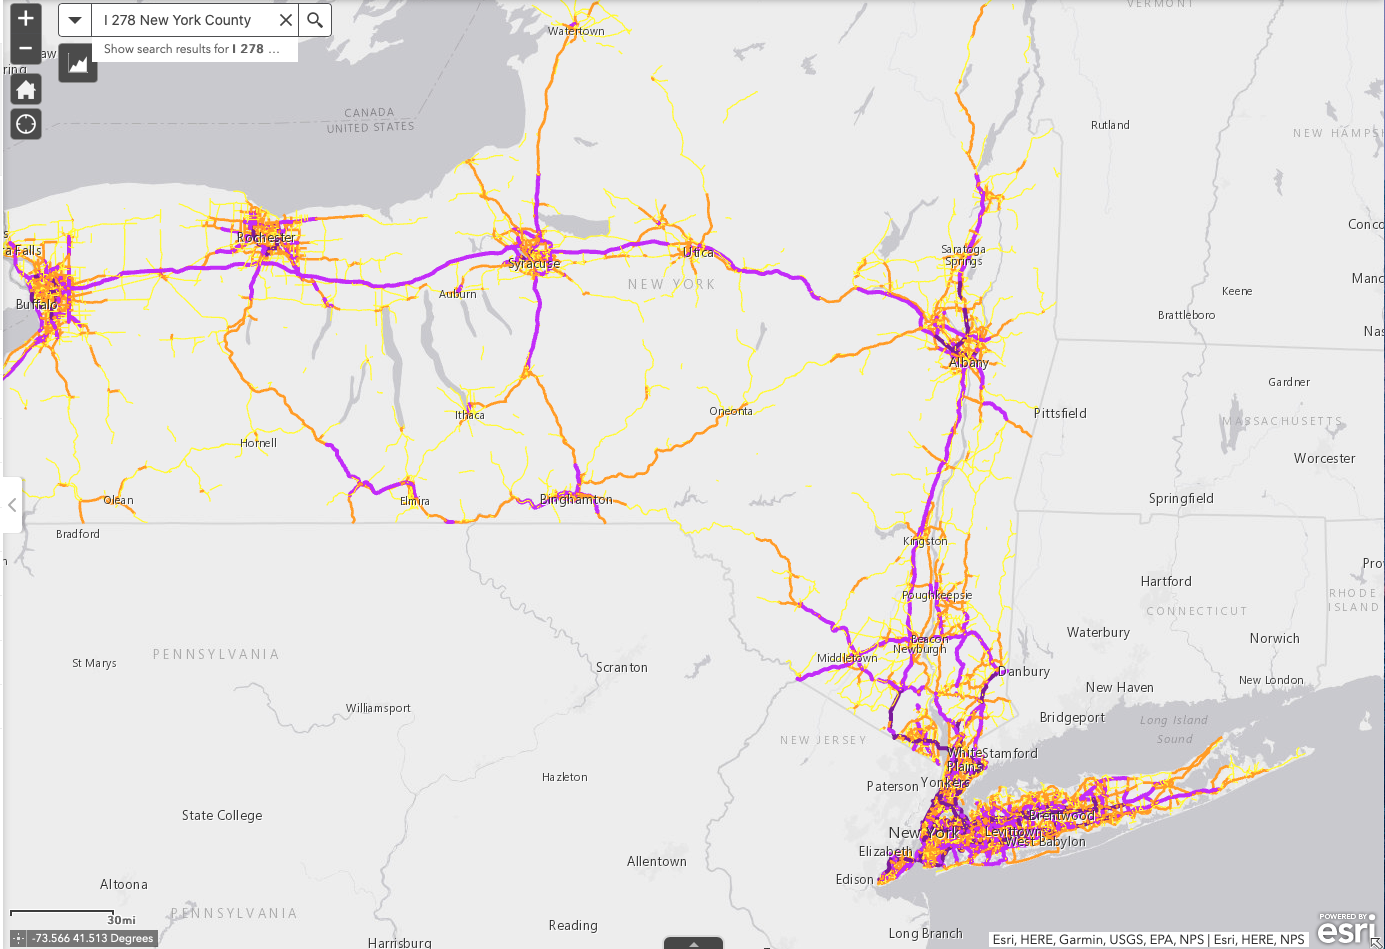 +
I 278 New York County
Show search results for I 278 ...
−
Watertown
VERMONT
aw
ring
CANADA
UNITED STATES
Rutland
NEW HAMPSH
Conco
s
a Falls
Rochester
Syracuse
Utica
Saratoga
Springs
NEW YORK
Auburn
Buffalo
Manc
Keene
Brattleboro
Nas
Albany
Gardner
Ithaca
Oneonta
Pittsfield
MASSACHUSETTS
Hornell
Worcester
Olean
Elmira
Binghamton
Springfield
Bradford
n
Kingston
Prov
Hartford
Poughkeepsie
RHODE
ISLAND
CONNECTICUT
Waterbury
Norwich
Beacon
Newburgh
PENNSYLVANIA
St Marys
Middletown
Scranton
Danbury
New Haven
New London
Williamsport
Bridgeport
Long Island
Sound
NEW JERSEY
White
Plains
Stamford
Hazleton
Paterson
Yonkers
State College
Brentwood
New York
Levittown
West Babylon
Elizabeth
Allentown
Edison
Altoona
PENNSYLVANIA
30mi
Reading
Long Branch
Harrisburg
-73.566 41.513 Degrees
Esri, HERE, Garmin, USGS, EPA, NPS | Esri, HERE, NPS
POWERED BY
esri